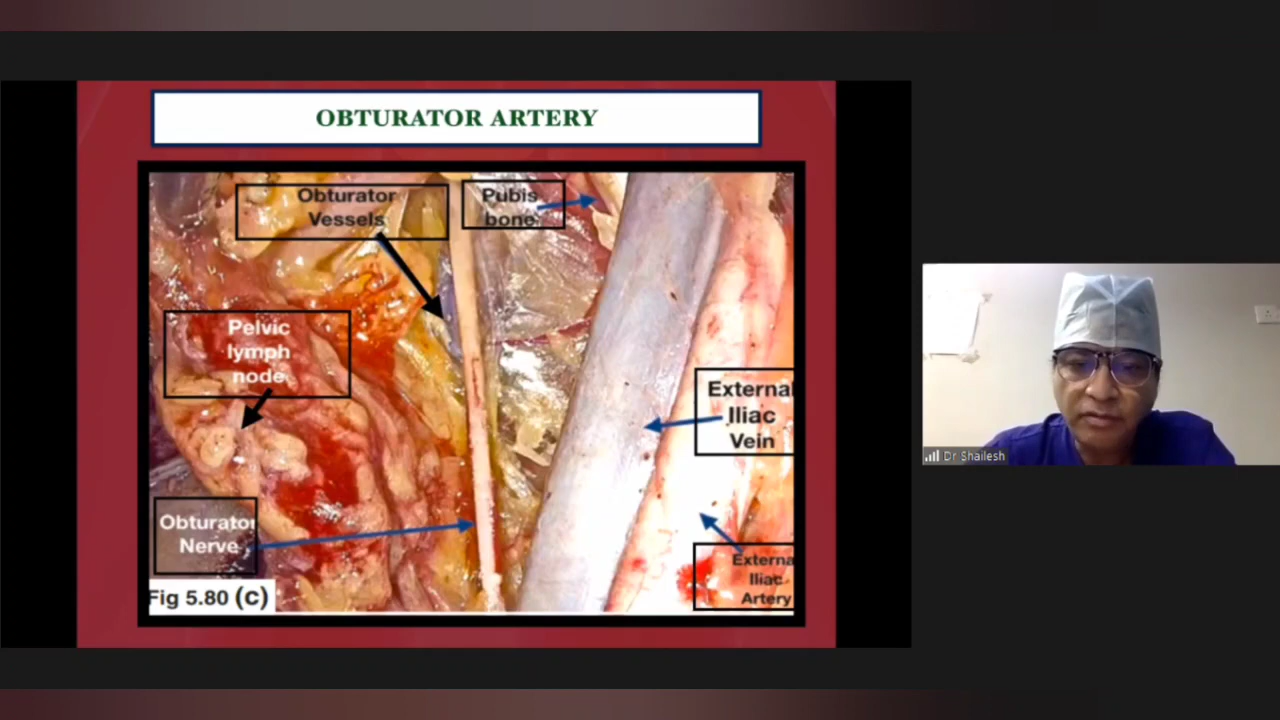 OBTURATOR ARTERY
Obturator
Vessels
Pubis
bone
Pelvic
lymph
node
External
Iliac
Vein
Obturator
Nerve
Externa
Iliac
Artery
Fig 5.80 (c)
Dr Shailesh